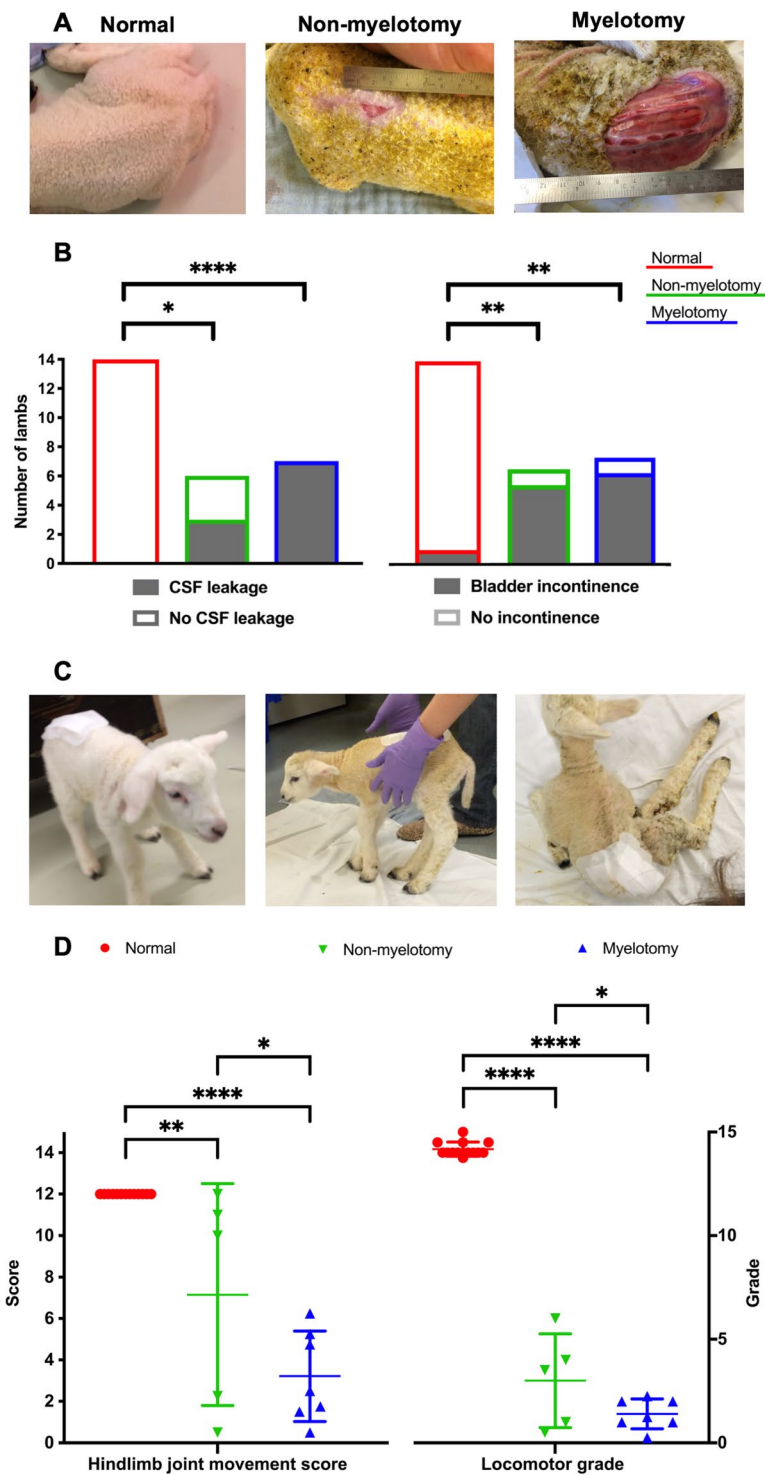 A
Normal
Non-myelotomy
Myelotomy
B
****
*
**
**
Normal
Non-myelotomy
Myelotomy
Number of lambs
14
12
10
8
6
4
2
0
CSF leakage
No CSF leakage
Bladder incontinence
No incontinence
C
D
Normal
Non-myelotomy
Myelotomy
*
****
**
*
****
****
Score
14
12
10
8
6
4
2
0
15
10
5
0
Grade
Hindlimb joint movement score
Locomotor grade